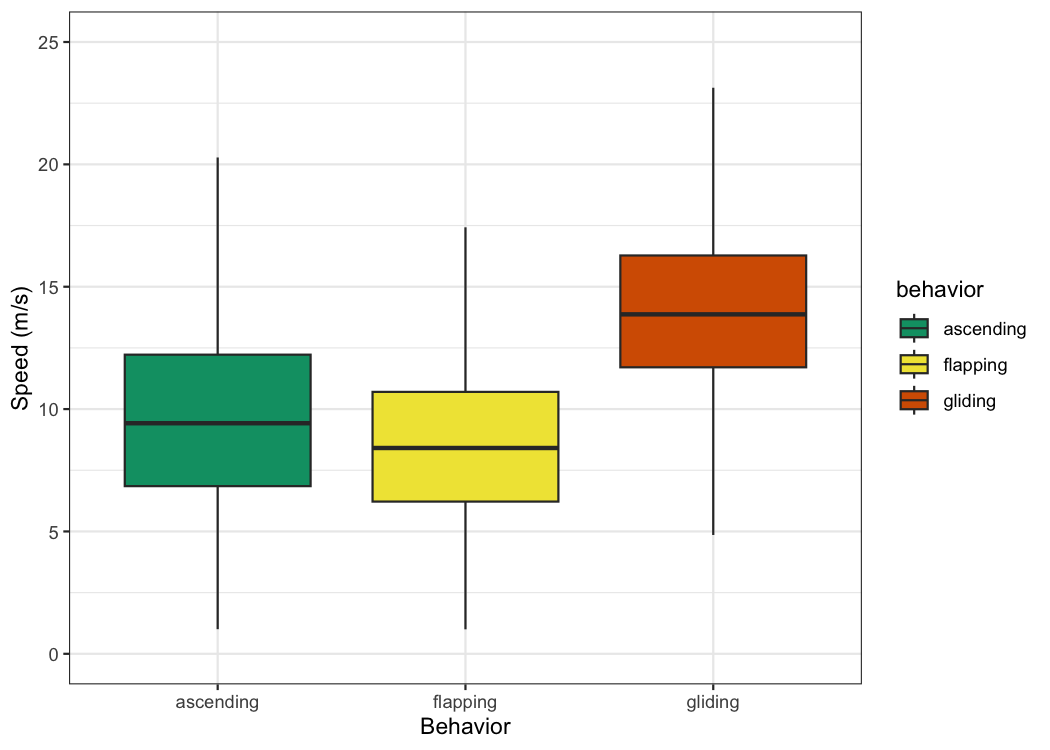 25
20
15
10
5
0
Speed (m/s)
ascending
flapping
gliding
Behavior
behavior
ascending
flapping
gliding